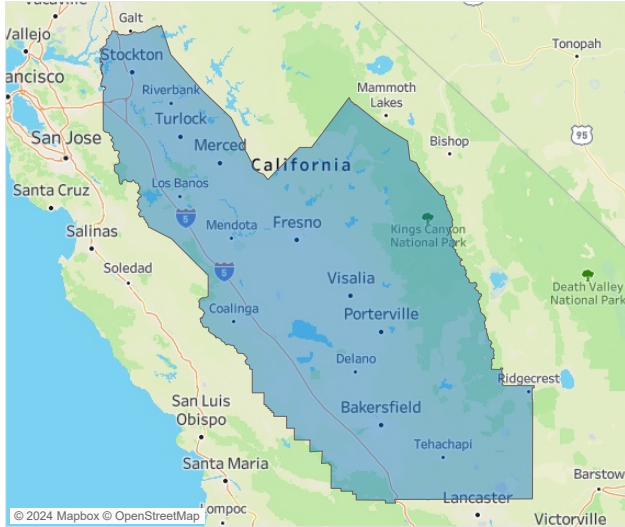 Vacaville
Galt
Vallejo
Stockton
Tonopah
ancisco
Riverbank
Mammoth
Lakes
Turlock
95
San Jose
Merced
Bishop
California
Santa Cruz
Los Banos
5
Mendota
Fresno
Kings Canyon
National Park
Salinas
Soledad
5
Visalia
Death Valley
National Park
Coalinga
Porterville
Delano
Ridgecrest
San Luis
Obispo
Bakersfield
Tehachapi
Santa Maria
Barstow
Lancaster
Lompoc
© 2024 Mapbox © OpenStreetMap
Victorville